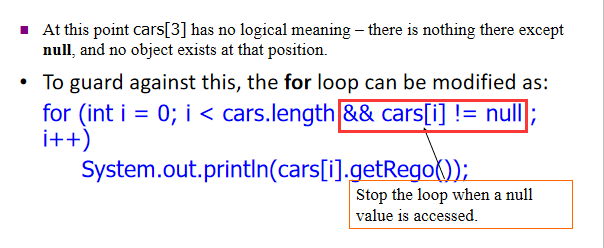 ▪ At this point cars[3] has no logical meaning – there is nothing there except
null, and no object exists at that position.
• To guard against this, the for loop can be modified as:
for (int i = 0; i < cars.length && cars[i] != null ;
i++)
System.out.println(cars[i].getRego());
Stop the loop when a null
value is accessed.